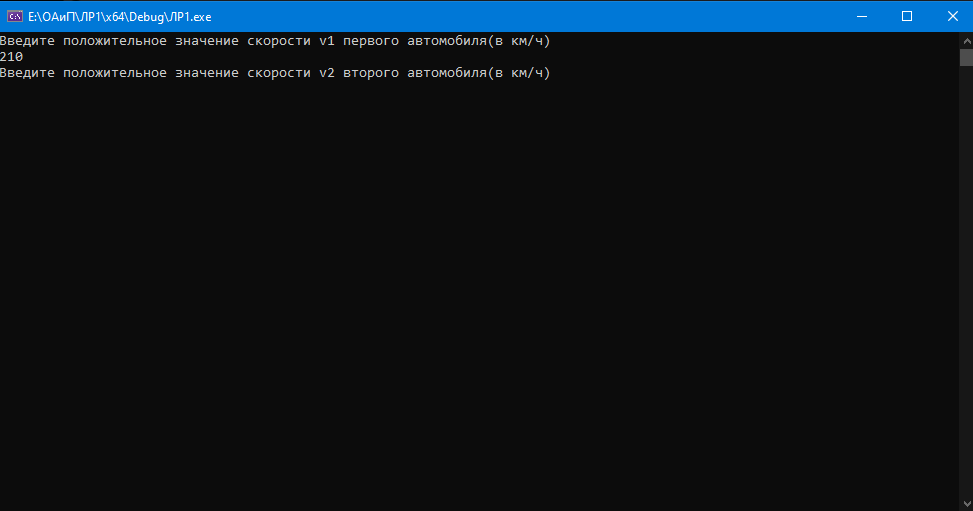 E:\ОАиП\ЛР1\x64\Debug\ЛР1.exe
Введите положительное значение скорости v1 первого автомобиля(в км/ч)
210
Введите положительное значение скорости v2 второго автомобиля(в км/ч)